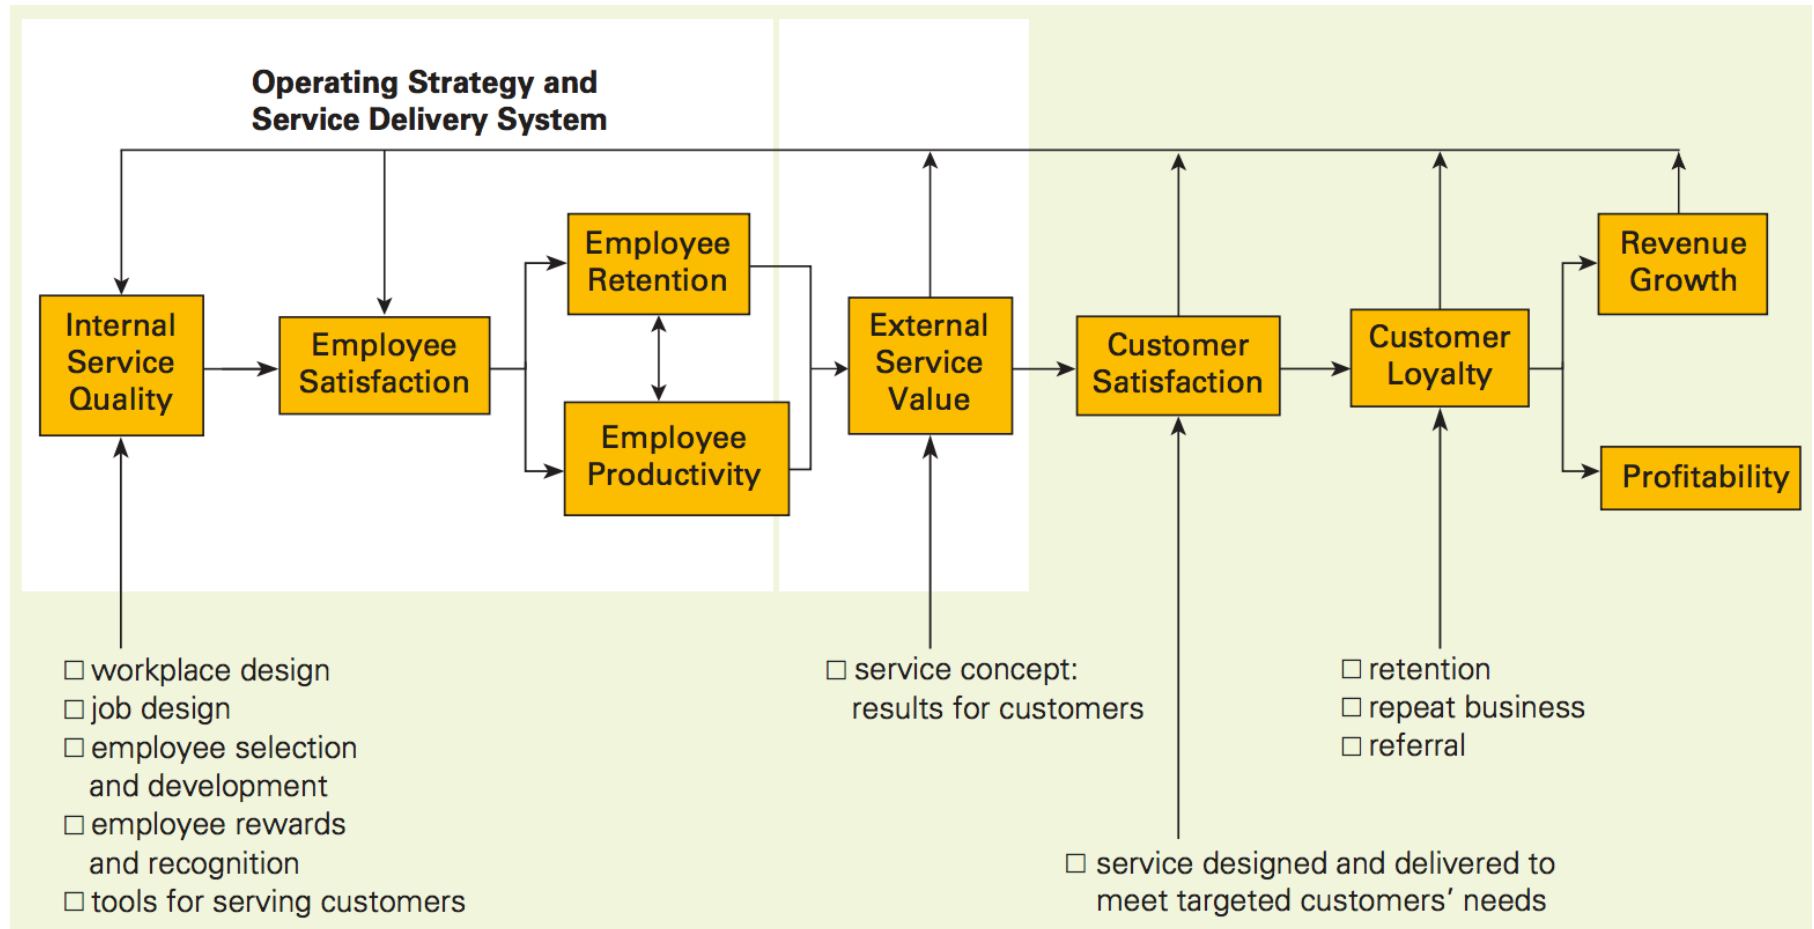 Operating Strategy and
Service Delivery System
Internal
Service
Quality
Employee
Satisfaction
Employee
Retention
Employee
Productivity
External
Service
Value
Customer
Satisfaction
Customer
Loyalty
Revenue
Growth
Profitability
□ workplace design
□ job design
□ employee selection
and development
□ employee rewards
and recognition
□ tools for serving customers
□ service concept:
results for customers
□ service designed and delivered to
meet targeted customers’ needs
□ retention
□ repeat business
□ referral